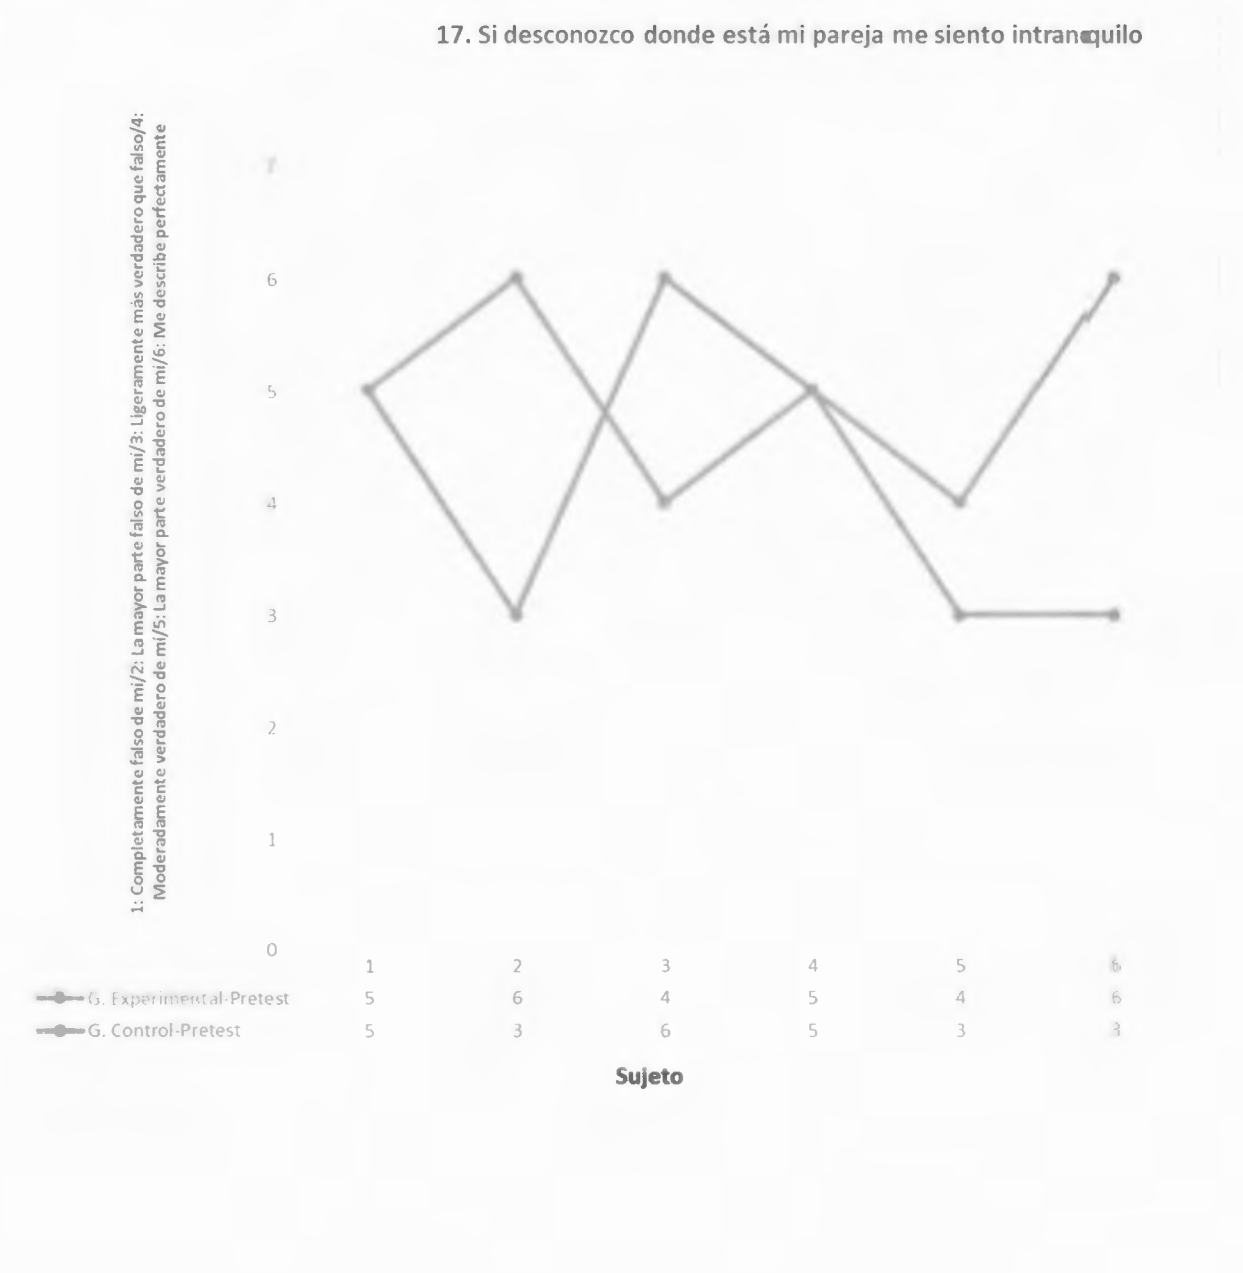 17. Si desconozco donde está mi pareja me siento intranquilo
1: Completamente falso de mi/2: La mayor parte falso de mi/3: Ligeramente más verdadero que falso/4:
Moderadamente verdadero de mi/5: La mayor parte verdadero de mi/6: Me describe perfectamente
7
6
5
4
3
2
1
0
1 2 3 4 5 6
G. Experimental-Pretest 5 6 4 5 4 6
G. Control-Pretest 5 3 6 5 3 3
Sujeto